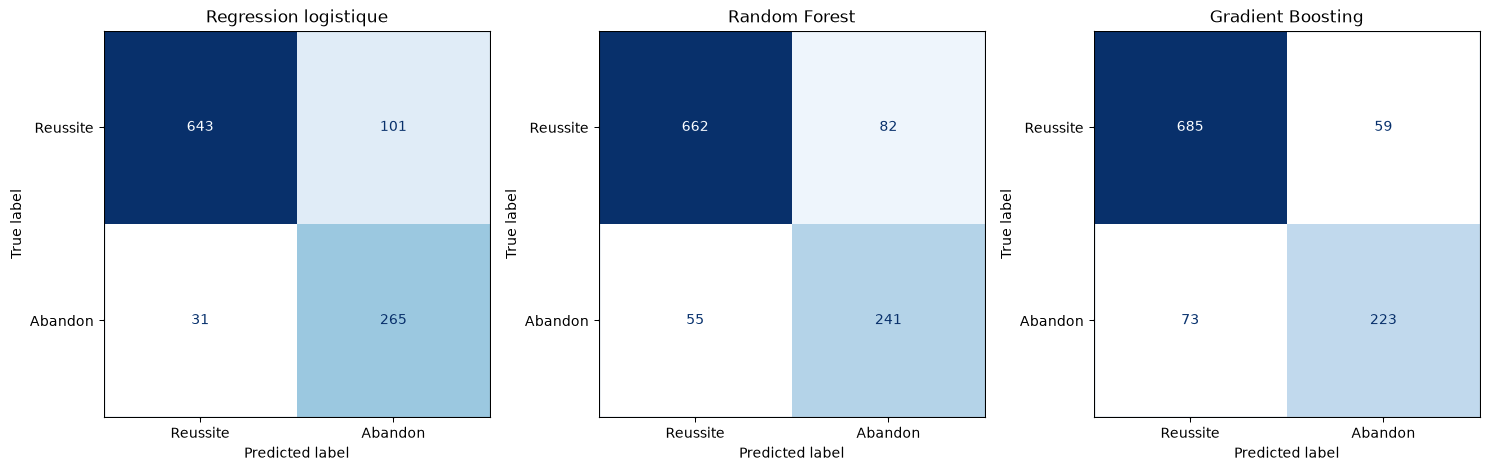 Regression logistique
Reussite
643
101
Abandon
31
265
True label
Reussite
Abandon
Predicted label
Random Forest
Reussite
662
82
Abandon
55
241
True label
Reussite
Abandon
Predicted label
Gradient Boosting
Reussite
685
59
Abandon
73
223
True label
Reussite
Abandon
Predicted label